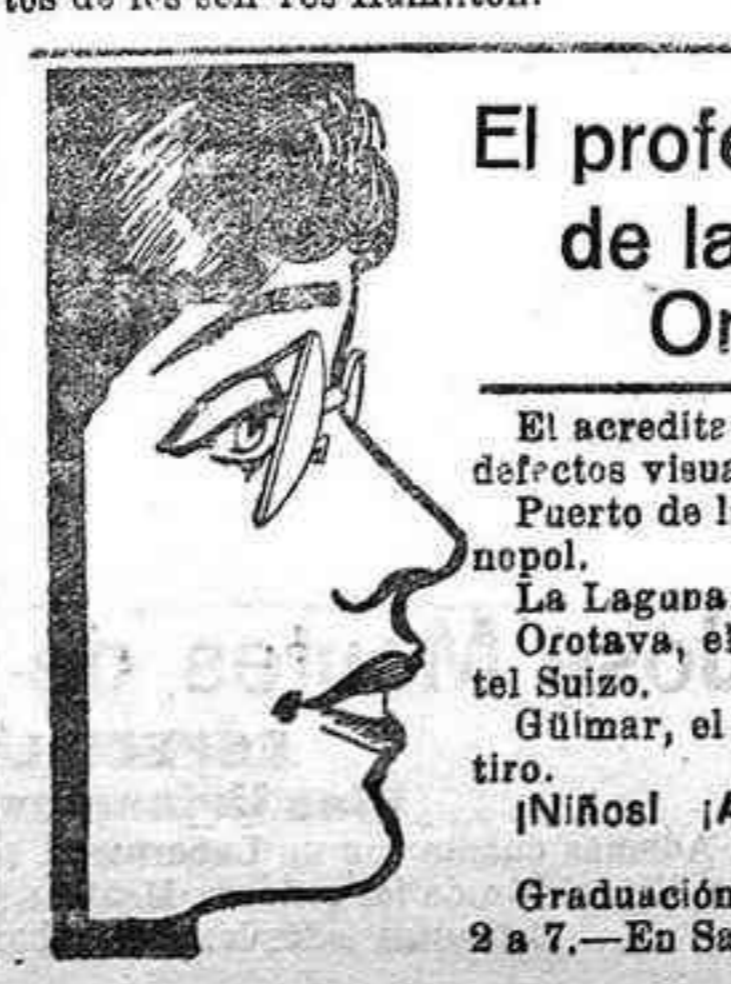 El profe
de la
Or
El acredita
defectos visua
Puerto de l
nopol.
La Laguna
Orotava, el
tel Suizo.
Güimar, el
tiro.
¡Niños! ¡A
Graduación
2 a 7.—En Sa